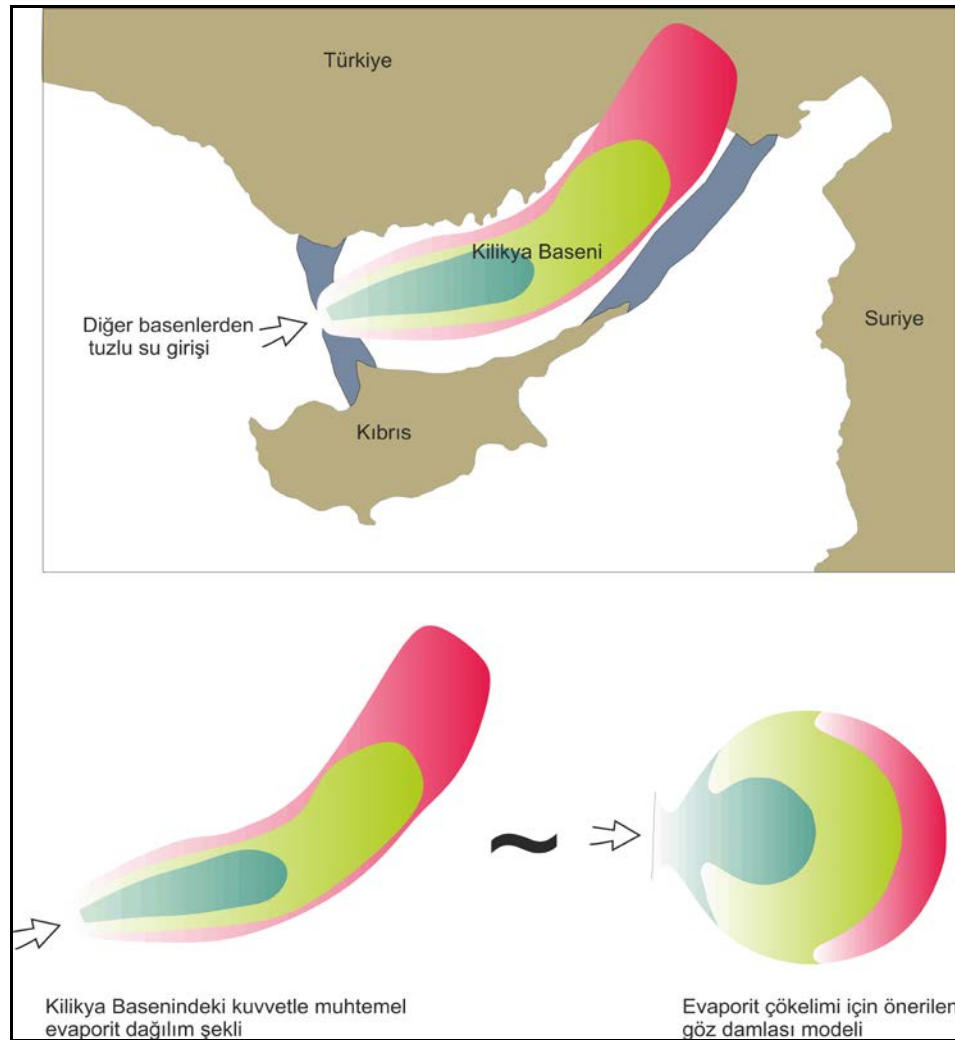 Türkiye
Kilikya Baseni
Diğer basenlerden
tuzlu su girişi
Suriye
Kıbrıs
~
Kilikya Basenindeki kuvvetle muhtemel
evaporit dağılım şekli
Evaporit çökelimi için önerilen
göz damlası modeli